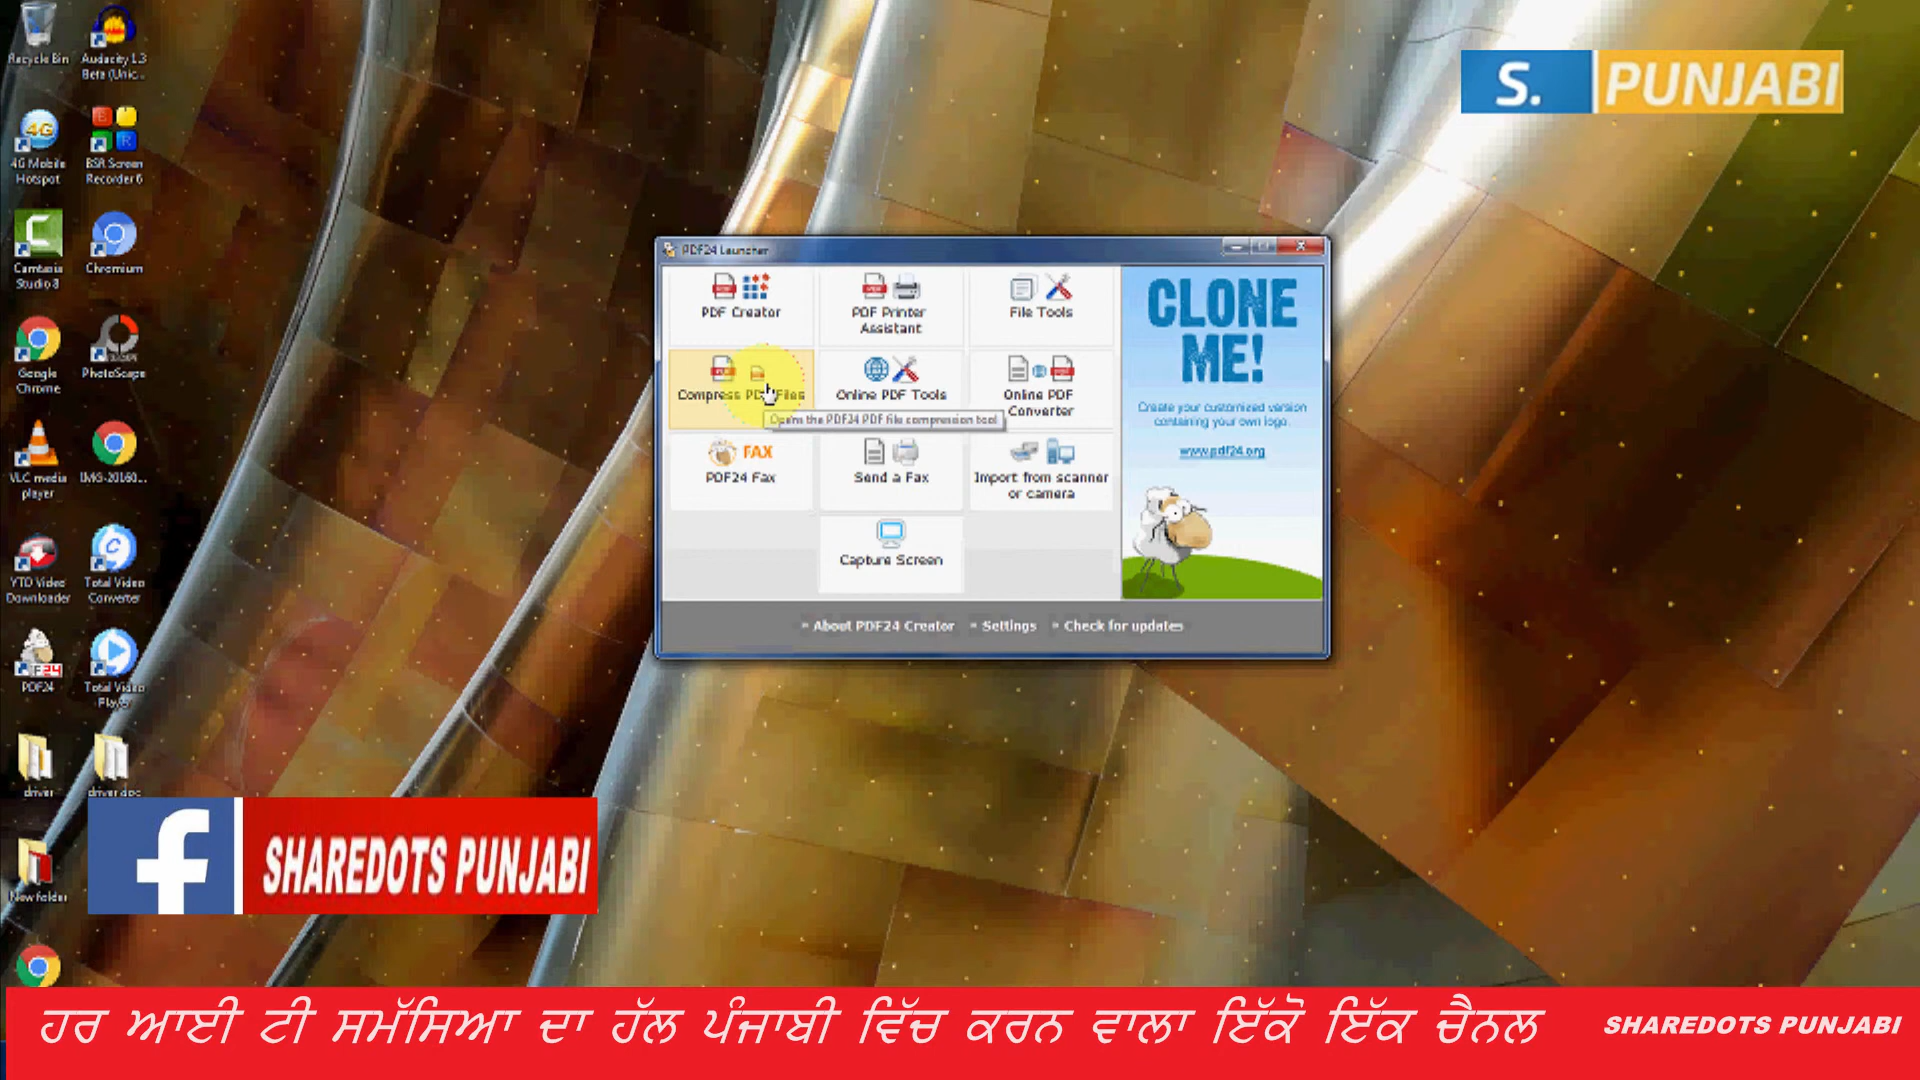 Recycle Bin
Audacity 1.3
Beta (Unic...
S. PUNJABI
4G Mobile
Hotspot
BSR Screen
Recorder 6
Camtasia
Studio 8
Chromium
Google
Chrome
PhotoScape
VLC media
player
IMG-20160...
YTD Video
Downloader
Total Video
Converter
PDF24
Total Video
Player
driver
driver doc
New folder
PDF24 Launcher
PDF Creator
PDF Printer
Assistant
File Tools
Compress PDF Files
Online PDF Tools
Online PDF
Converter
Opens the PDF24 PDF file compression tool
FAX
PDF24 Fax
Send a Fax
Import from scanner
or camera
Capture Screen
CLONE
ME!
Create your customized version
containing your own logo.
www.pdf24.org
» About PDF24 Creator » Settings » Check for updates
f SHAREDOTS PUNJABI
ਹਰ ਆਈ ਟੀ ਸਮੱਸਿਆ ਦਾ ਹੱਲ ਪੰਜਾਬੀ ਵਿੱਚ ਕਰਨ ਵਾਲਾ ਇੱਕੋ ਇੱਕ ਚੈਨਲ
SHAREDOTS PUNJABI